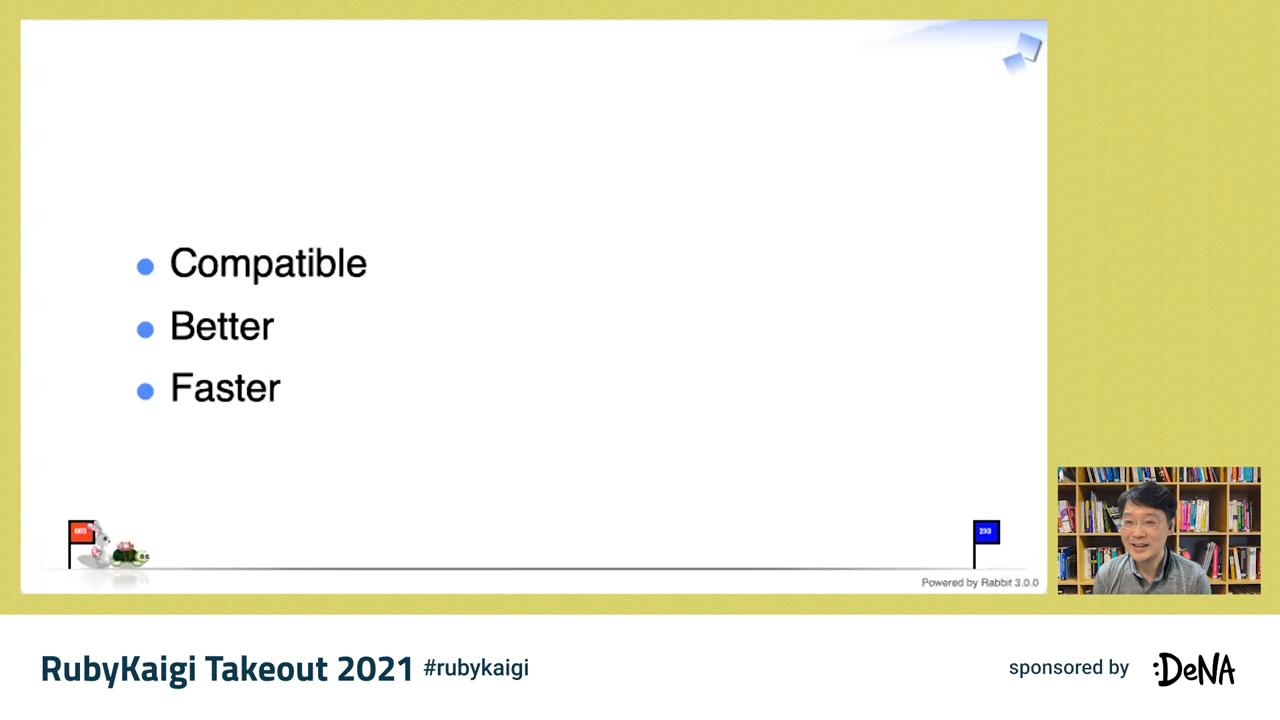 Compatible
Better
Faster
Powered by Rabbit 3.0.0
RubyKaigi Takeout 2021 #rubykaigi
sponsored by :DeNA